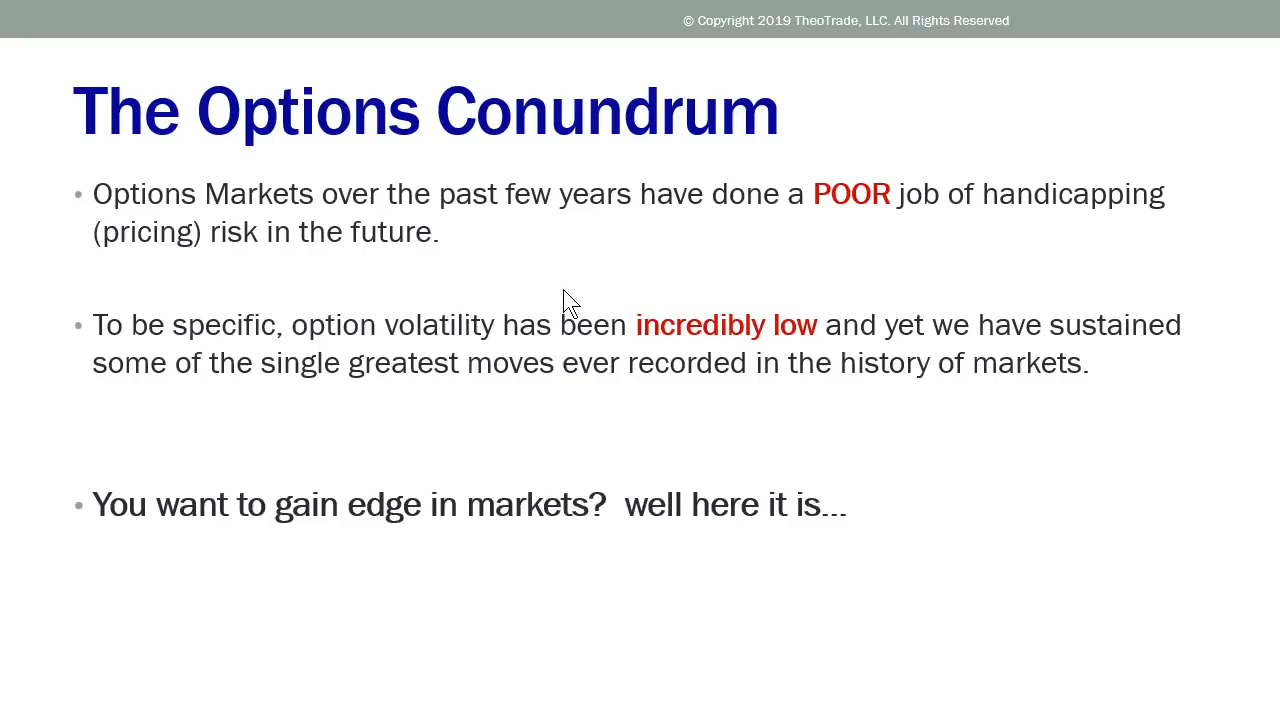 © Copyright 2019 TheoTrade, LLC. All Rights Reserved
The Options Conundrum
• Options Markets over the past few years have done a POOR job of handicapping
(pricing) risk in the future.
• To be specific, option volatility has been incredibly low and yet we have sustained
some of the single greatest moves ever recorded in the history of markets.
• You want to gain edge in markets?  well here it is...